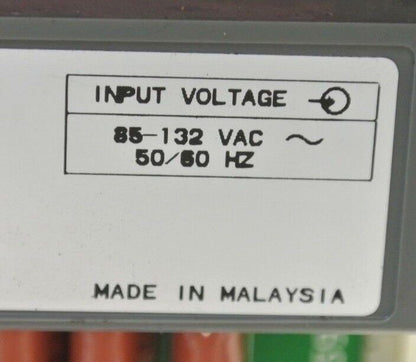 INPUT VOLTAGE
85-132 VAC ~
50/60 HZ
MADE IN MALAYSIA